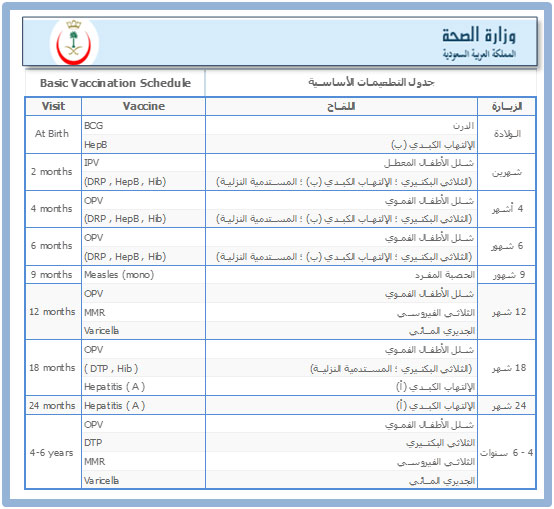 وزارة الصحة
المملكة العربية السعودية
Basic Vaccination Schedule جدول التطعيمات الأساسية
Visit Vaccine اللقاح الزيارة
At Birth BCG الدرن الولادة
HepB الإلتهاب الكبدي (ب)
2 months IPV شلل الأطفال المعطل شهرين
(DRP , HepB , Hib) (الثلاثي البكتيري ؛ الإلتهاب الكبدي (ب) ؛ المستدمية النزلية)
4 months OPV شلل الأطفال الفموي 4 أشهر
(DRP , HepB , Hib) (الثلاثي البكتيري ؛ الإلتهاب الكبدي (ب) ؛ المستدمية النزلية)
6 months OPV شلل الأطفال الفموي 6 شهور
(DRP , HepB , Hib) (الثلاثي البكتيري ؛ الإلتهاب الكبدي (ب) ؛ المستدمية النزلية)
9 months Measles (mono) الحصبة المفرد 9 شهور
12 months OPV شلل الأطفال الفموي 12 شهر
MMR الثلاثي الفيروسي
Varicella الجديري المائي
18 months OPV شلل الأطفال الفموي 18 شهر
( DTP , Hib ) (الثلاثي البكتيري ؛ المستدمية النزلية)
Hepatitis ( A ) الإلتهاب الكبدي (أ)
24 months Hepatitis ( A ) الإلتهاب الكبدي (أ) 24 شهر
4-6 years OPV شلل الأطفال الفموي 4 - 6 سنوات
DTP الثلاثي البكتيري
MMR الثلاثي الفيروسي
Varicella الجديري المائي